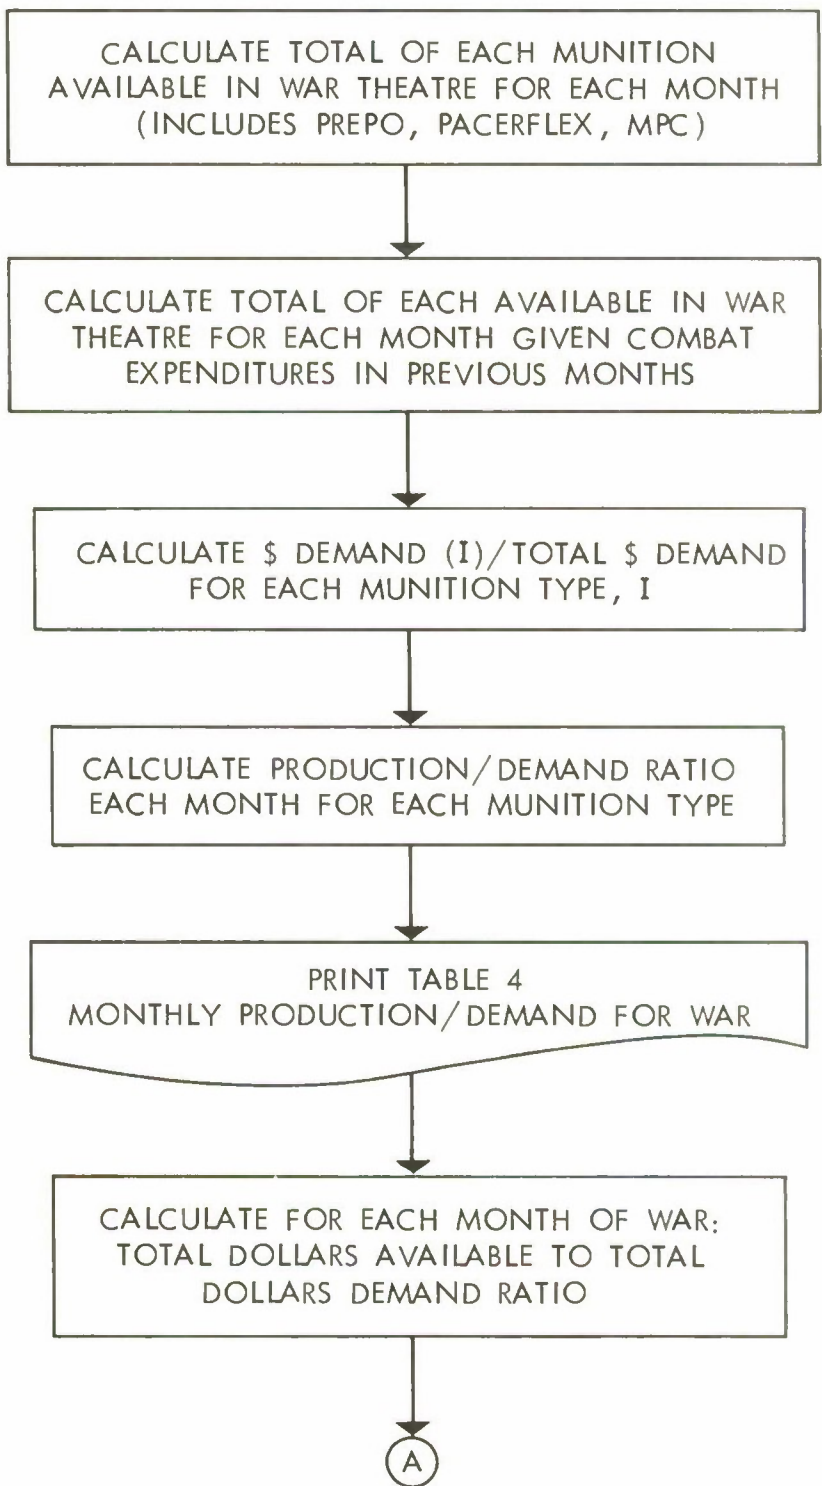 CALCULATE TOTAL OF EACH MUNITION
AVAILABLE IN WAR THEATRE FOR EACH MONTH
(INCLUDES PREPO, PACERFLEX, MPC)
CALCULATE TOTAL OF EACH AVAILABLE IN WAR
THEATRE FOR EACH MONTH GIVEN COMBAT
EXPENDITURES IN PREVIOUS MONTHS
CALCULATE $ DEMAND (I)/TOTAL $ DEMAND
FOR EACH MUNITION TYPE, I
CALCULATE PRODUCTION/DEMAND RATIO
EACH MONTH FOR EACH MUNITION TYPE
PRINT TABLE 4
MONTHLY PRODUCTION/DEMAND FOR WAR
CALCULATE FOR EACH MONTH OF WAR:
TOTAL DOLLARS AVAILABLE TO TOTAL
DOLLARS DEMAND RATIO
A